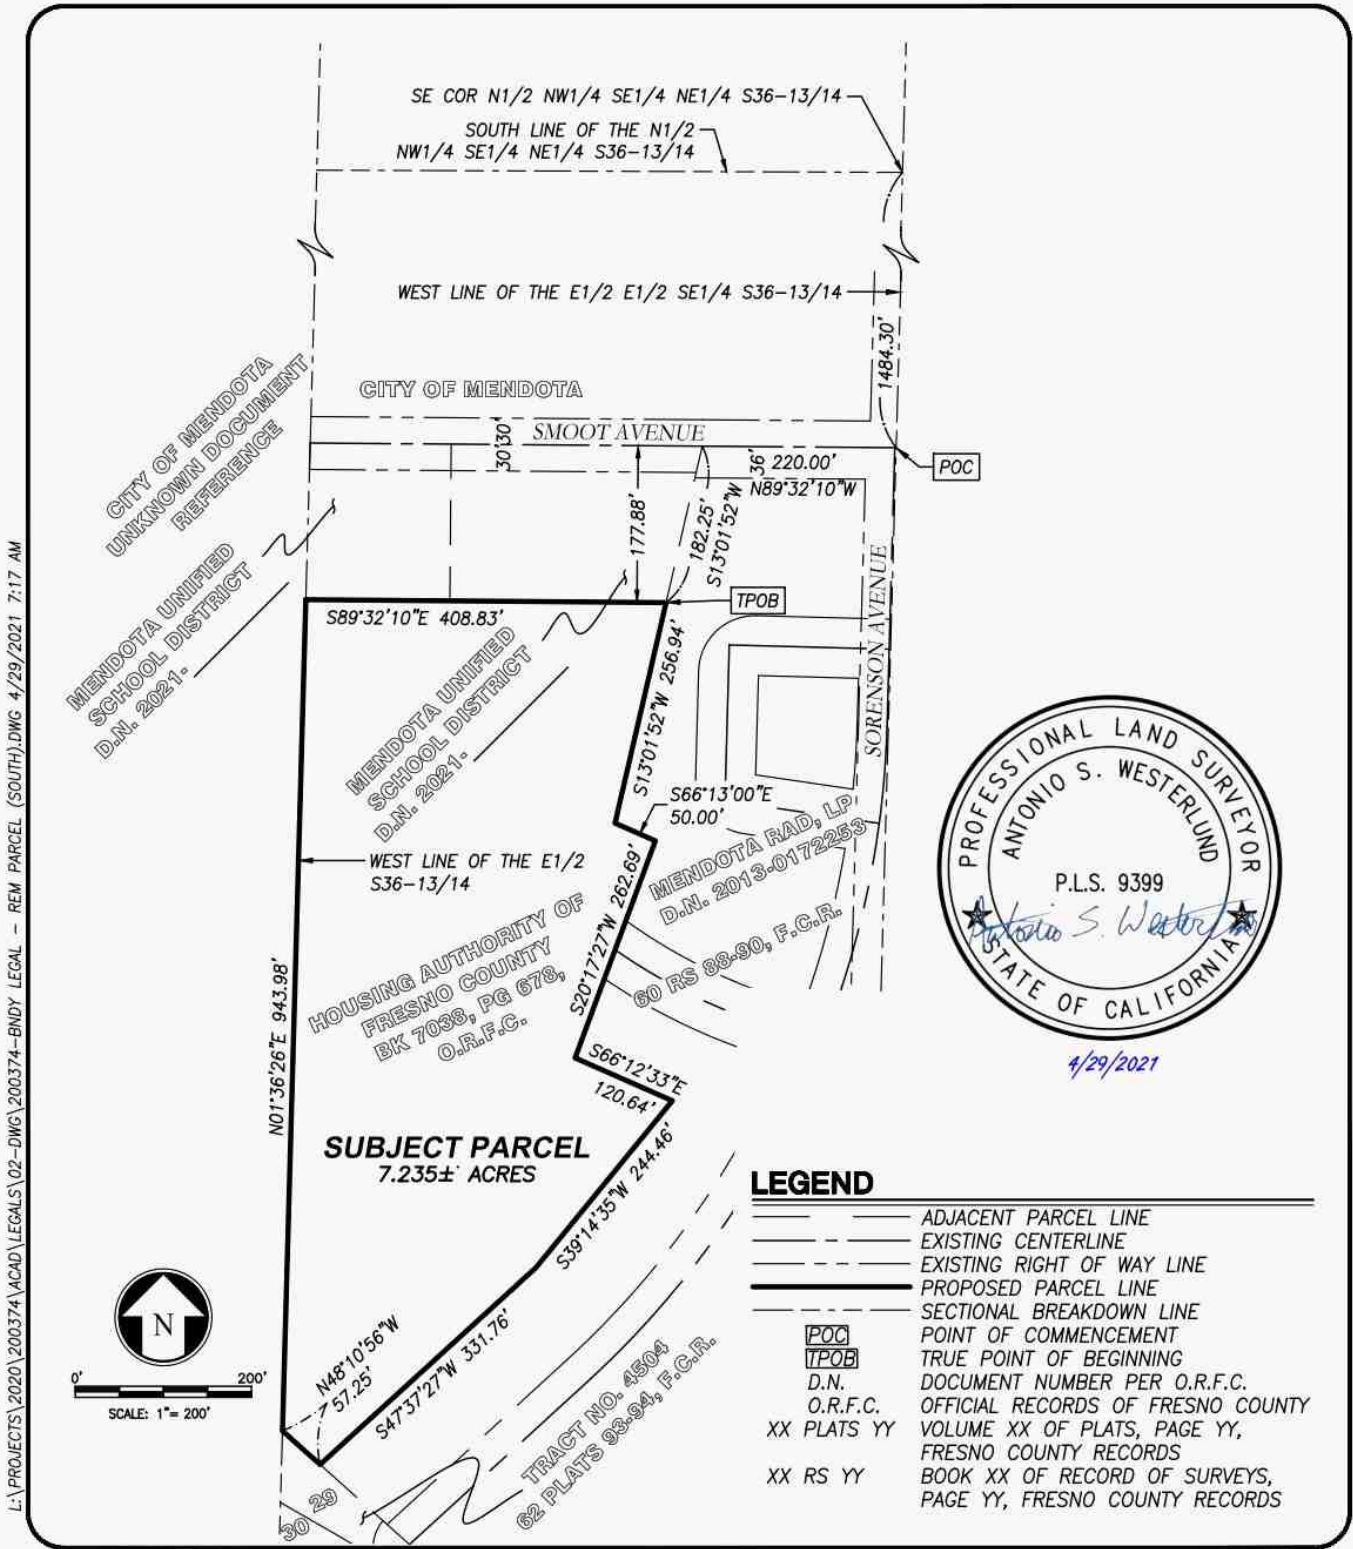 SE COR N1/2 NW1/4 SE1/4 NE1/4 S36-13/14
SOUTH LINE OF THE N1/2
NW1/4 SE1/4 NE1/4 S36-13/14
WEST LINE OF THE E1/2 E1/2 SE1/4 S36-13/14
1484.30'
CITY OF MENDOTA
UNKNOWN DOCUMENT
REFERENCE
CITY OF MENDOTA
30'
30'
SMOOT AVENUE
36'
220.00'
N89°32'10"W
POC
177.88'
182.25'
S13°01'52"W
MENDOTA UNIFIED
SCHOOL DISTRICT
D.N. 2021-
S89°32'10"E 408.83'
TPOB
SORENSON AVENUE
MENDOTA UNIFIED
SCHOOL DISTRICT
D.N. 2021-
S13°01'52"W 256.94'
S66°13'00"E
50.00'
WEST LINE OF THE E1/2
S36-13/14
MENDOTA RAD, LP
D.N. 2013-0172253
60 RS 88-90, F.C.R.
HOUSING AUTHORITY OF
FRESNO COUNTY
BK 7038, PG 678,
O.R.F.C.
S20°17'27"W 262.69'
N01°36'26"E 943.98'
S66°12'33"E
120.64'
SUBJECT PARCEL
7.235± ACRES
S39°14'35"W 244.46'
N48°10'56"W
57.25'
S47°37'27"W 331.76'
TRACT NO. 4504
62 PLATS 93-94, F.C.R.
29
30
N
0'
200'
SCALE: 1"= 200'
PROFESSIONAL LAND SURVEYOR
ANTONIO S. WESTERLUND
P.L.S. 9399
Antonio S. Westerlund
STATE OF CALIFORNIA
4/29/2021
LEGEND
ADJACENT PARCEL LINE
EXISTING CENTERLINE
EXISTING RIGHT OF WAY LINE
PROPOSED PARCEL LINE
SECTIONAL BREAKDOWN LINE
POC POINT OF COMMENCEMENT
TPOB TRUE POINT OF BEGINNING
D.N. DOCUMENT NUMBER PER O.R.F.C.
O.R.F.C. OFFICIAL RECORDS OF FRESNO COUNTY
XX PLATS YY VOLUME XX OF PLATS, PAGE YY,
FRESNO COUNTY RECORDS
XX RS YY BOOK XX OF RECORD OF SURVEYS,
PAGE YY, FRESNO COUNTY RECORDS
L:\PROJECTS\2020\200374\ACAD\LEGALS\02-DWG\200374-BNDY LEGAL - REM PARCEL (SOUTH).DWG 4/29/2021 7:17 AM